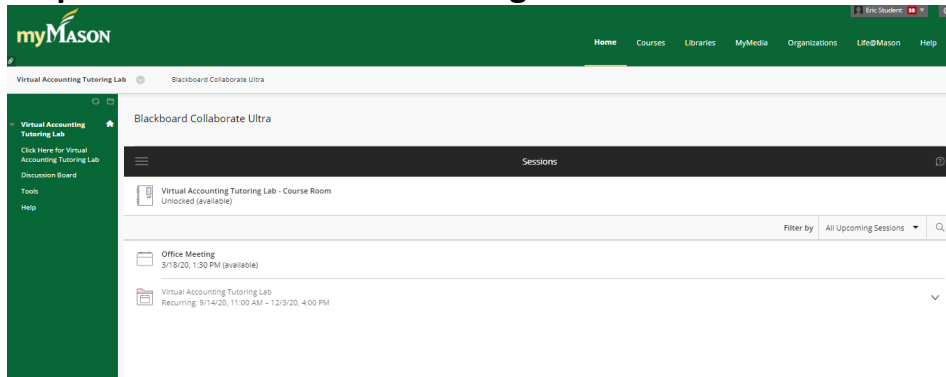 Eric Student 38
myMason
Home Courses Libraries MyMedia Organizations Life@Mason Help
Virtual Accounting Tutoring Lab Blackboard Collaborate Ultra
Virtual Accounting
Tutoring Lab
Click Here for Virtual
Accounting Tutoring Lab
Discussion Board
Tools
Help
Blackboard Collaborate Ultra
Sessions
Virtual Accounting Tutoring Lab - Course Room
Unlocked (available)
Filter by All Upcoming Sessions
Office Meeting
3/18/20, 1:30 PM (available)
Virtual Accounting Tutoring Lab
Recurring: 9/14/20, 11:00 AM – 12/3/20, 4:00 PM